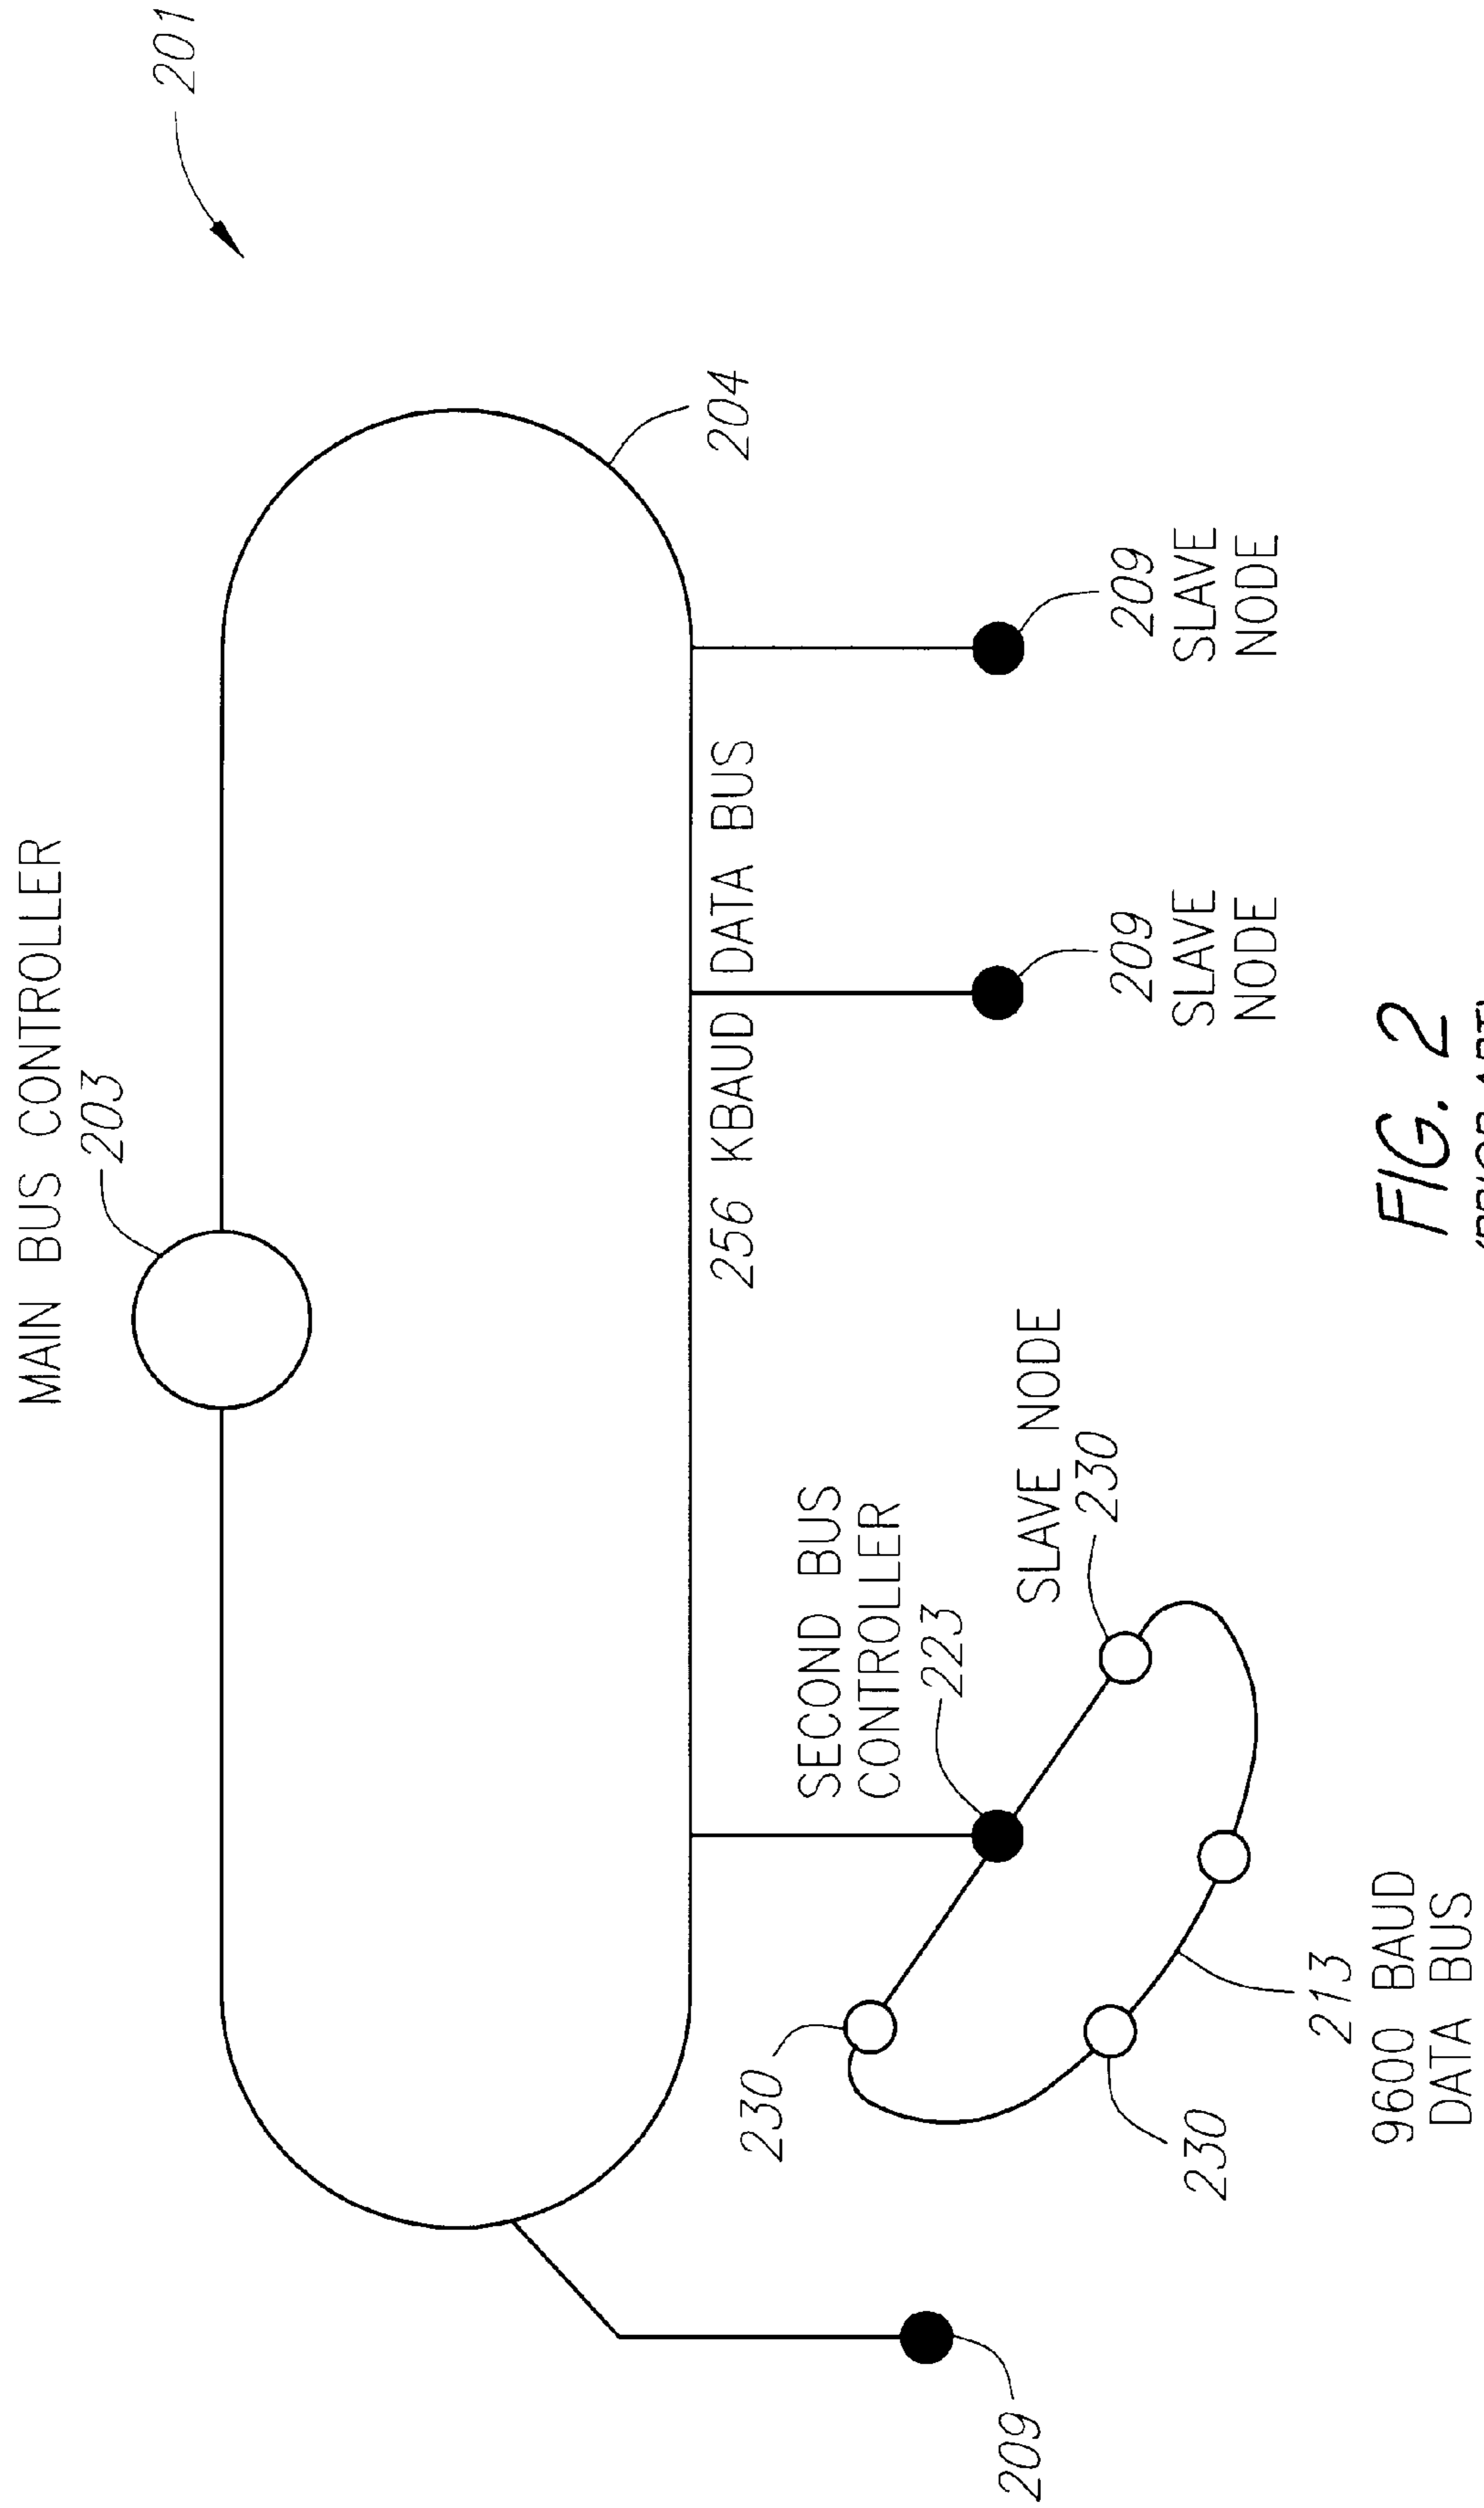 201
MAIN BUS CONTROLLER
203
204
256 KBAUD DATA BUS
SECOND BUS
CONTROLLER
223
SLAVE NODE
230
209
SLAVE
NODE
209
SLAVE
NODE
230
209
230
213
9600 BAUD
DATA BUS
FIG. 2